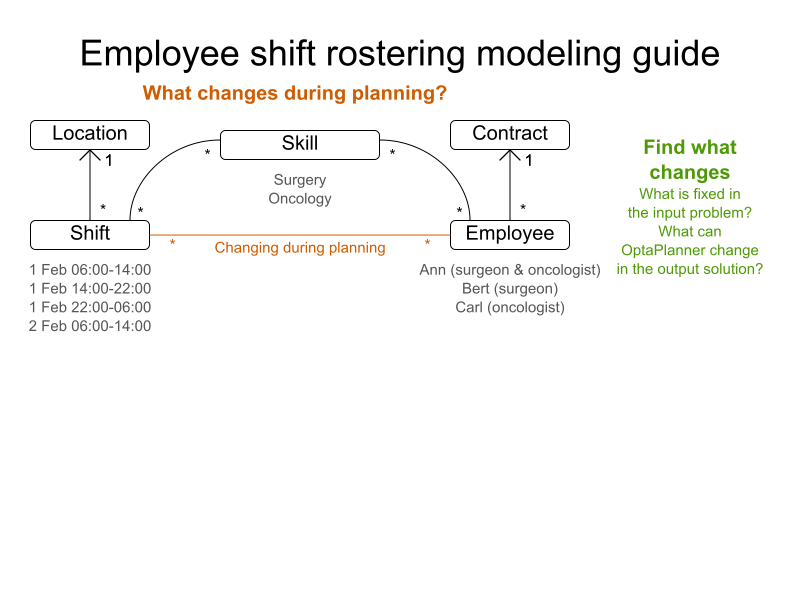 Employee shift rostering modeling guide
What changes during planning?
Location
Skill
Contract
1
*
*
1
Surgery
Oncology
*
*
*
*
Shift
Employee
*
Changing during planning
*
1 Feb 06:00-14:00
1 Feb 14:00-22:00
1 Feb 22:00-06:00
2 Feb 06:00-14:00
Ann (surgeon & oncologist)
Bert (surgeon)
Carl (oncologist)
Find what
changes
What is fixed in
the input problem?
What can
OptaPlanner change
in the output solution?